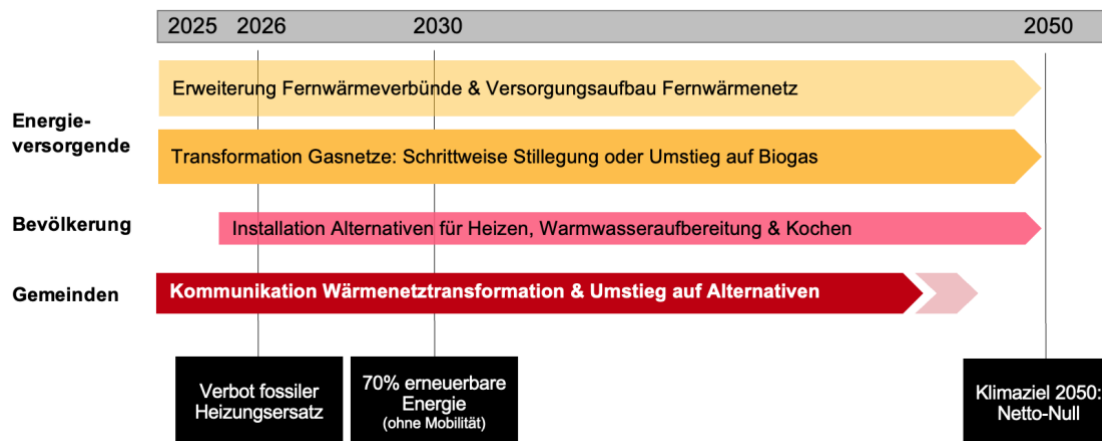 2025 2026 2030 2050
Erweiterung Fernwärmeverbünde & Versorgungsaufbau Fernwärmenetz
Energie-
versorgende
Transformation Gasnetze: Schrittweise Stillegung oder Umstieg auf Biogas
Bevölkerung
Installation Alternativen für Heizen, Warmwasseraufbereitung & Kochen
Gemeinden
Kommunikation Wärmenetztransformation & Umstieg auf Alternativen
Verbot fossiler
Heizungsersatz
70% erneuerbare
Energie
(ohne Mobilität)
Klimaziel 2050:
Netto-Null